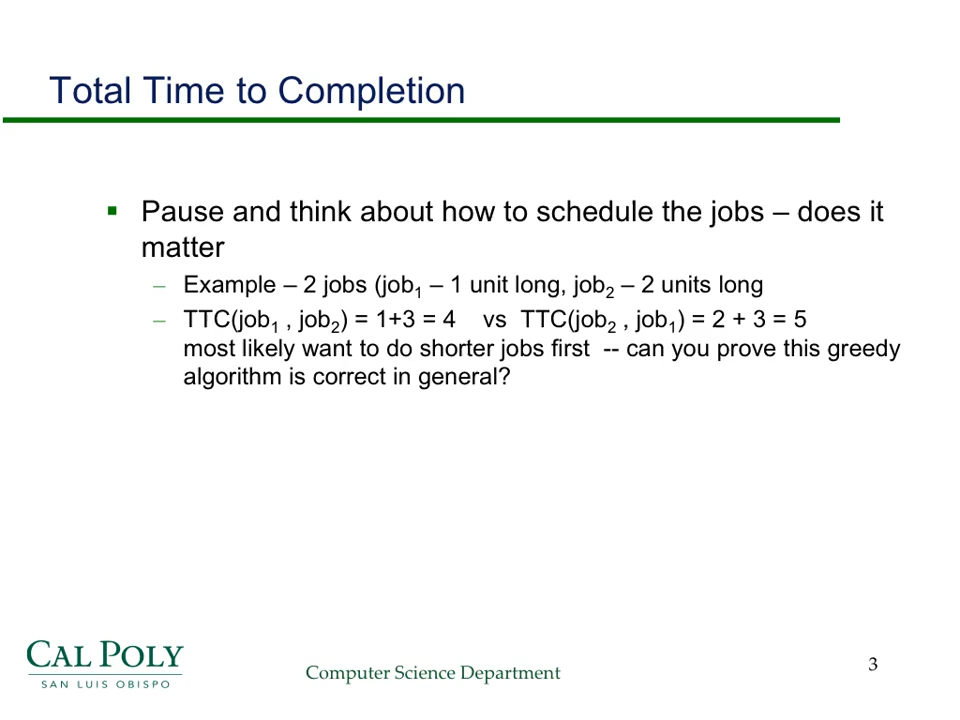 Total Time to Completion
▪ Pause and think about how to schedule the jobs – does it
matter
– Example – 2 jobs (job₁ – 1 unit long, job₂ – 2 units long
– TTC(job₁ , job₂) = 1+3 = 4    vs  TTC(job₂ , job₁) = 2 + 3 = 5
most likely want to do shorter jobs first  -- can you prove this greedy
algorithm is correct in general?
CAL POLY
SAN LUIS OBISPO
Computer Science Department
3